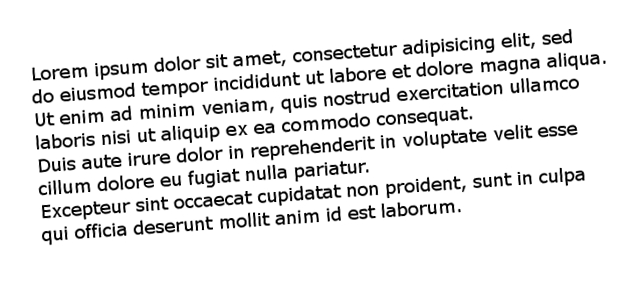 Lorem ipsum dolor sit amet, consectetur adipisicing elit, sed
do eiusmod tempor incididunt ut labore et dolore magna aliqua.
Ut enim ad minim veniam, quis nostrud exercitation ullamco
laboris nisi ut aliquip ex ea commodo consequat.
Duis aute irure dolor in reprehenderit in voluptate velit esse
cillum dolore eu fugiat nulla pariatur.
Excepteur sint occaecat cupidatat non proident, sunt in culpa
qui officia deserunt mollit anim id est laborum.